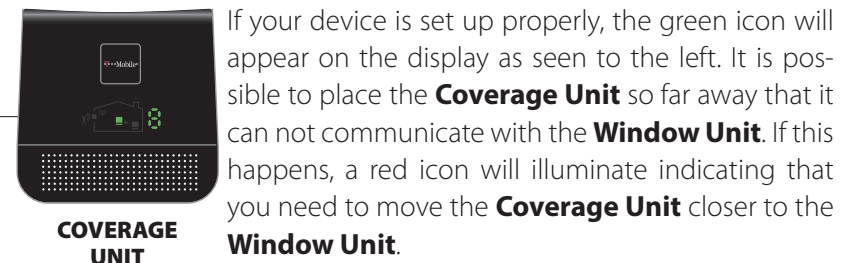 If your device is set up properly, the green icon will
appear on the display as seen to the left. It is pos-
sible to place the Coverage Unit so far away that it
can not communicate with the Window Unit. If this
happens, a red icon will illuminate indicating that
you need to move the Coverage Unit closer to the
Window Unit.
T··Mobile·
8
COVERAGE
UNIT